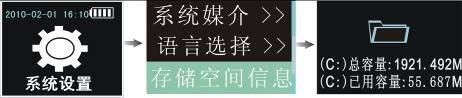 2010-02-01 16:10
系统设置
系统媒介 >>
语言选择 >>
存储空间信息
(C:)总容量:1921.492M
(C:)已用容量:55.687M